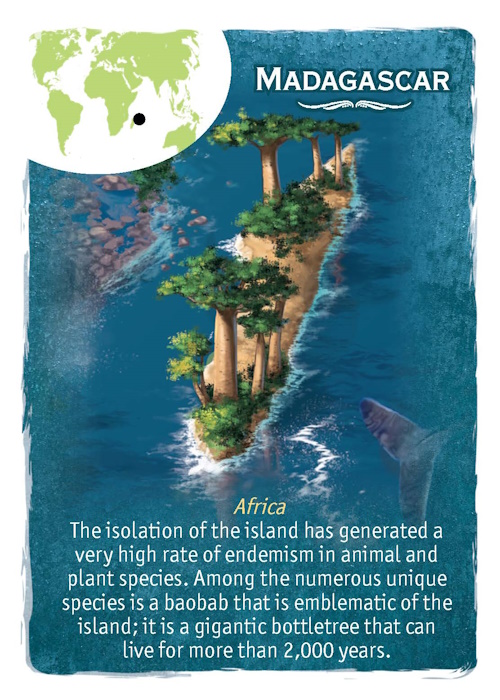 MADAGASCAR
Africa
The isolation of the island has generated a
very high rate of endemism in animal and
plant species. Among the numerous unique
species is a baobab that is emblematic of the
island; it is a gigantic bottletree that can
live for more than 2,000 years.